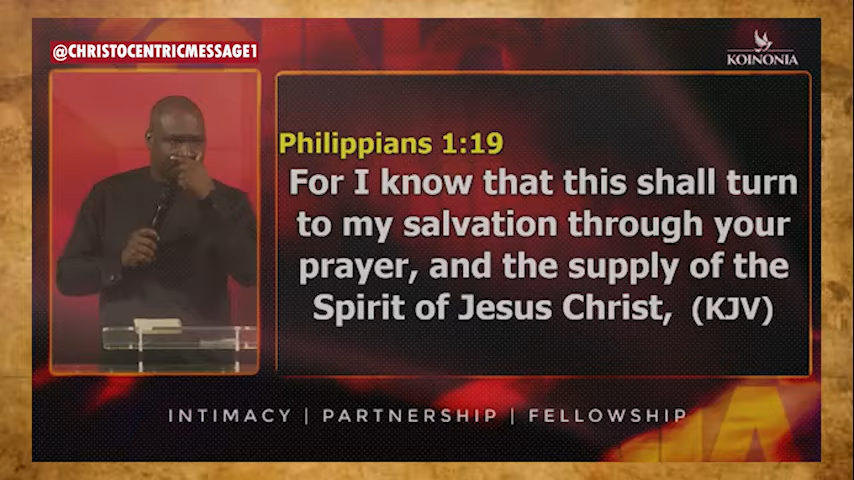 @CHRISTOCENTRICMESSAGE1
KOINONIA
Philippians 1:19
For I know that this shall turn
to my salvation through your
prayer, and the supply of the
Spirit of Jesus Christ, (KJV)
INTIMACY | PARTNERSHIP | FELLOWSHIP